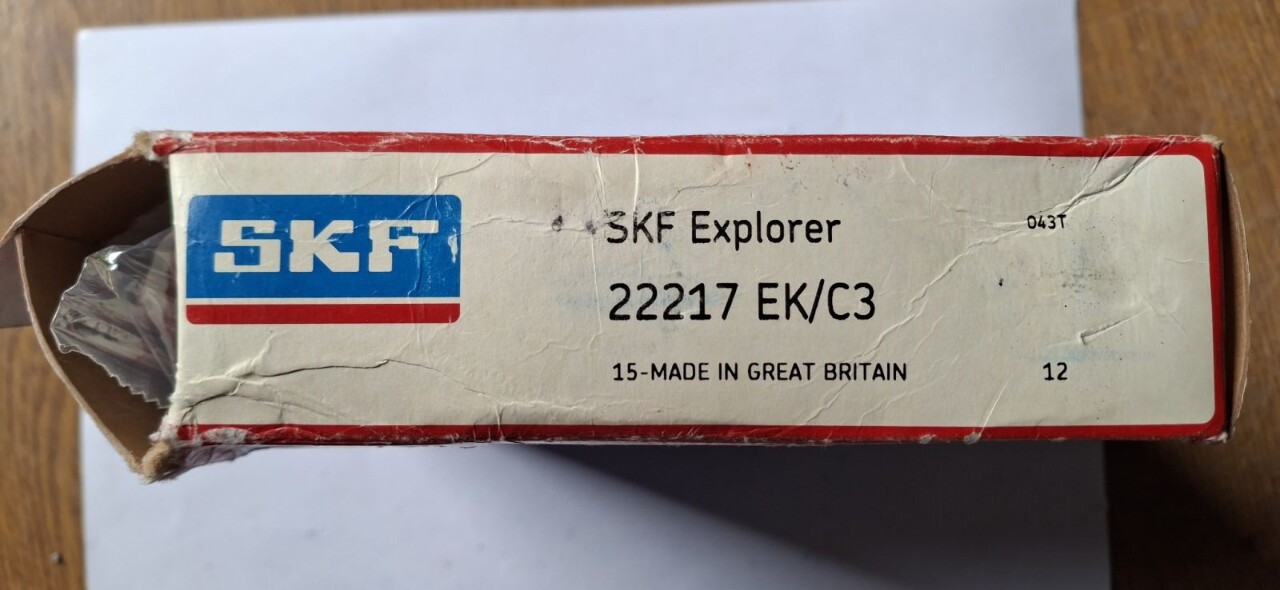 SKF
SKF Explorer
043T
22217 EK/C3
15-MADE IN GREAT BRITAIN
12